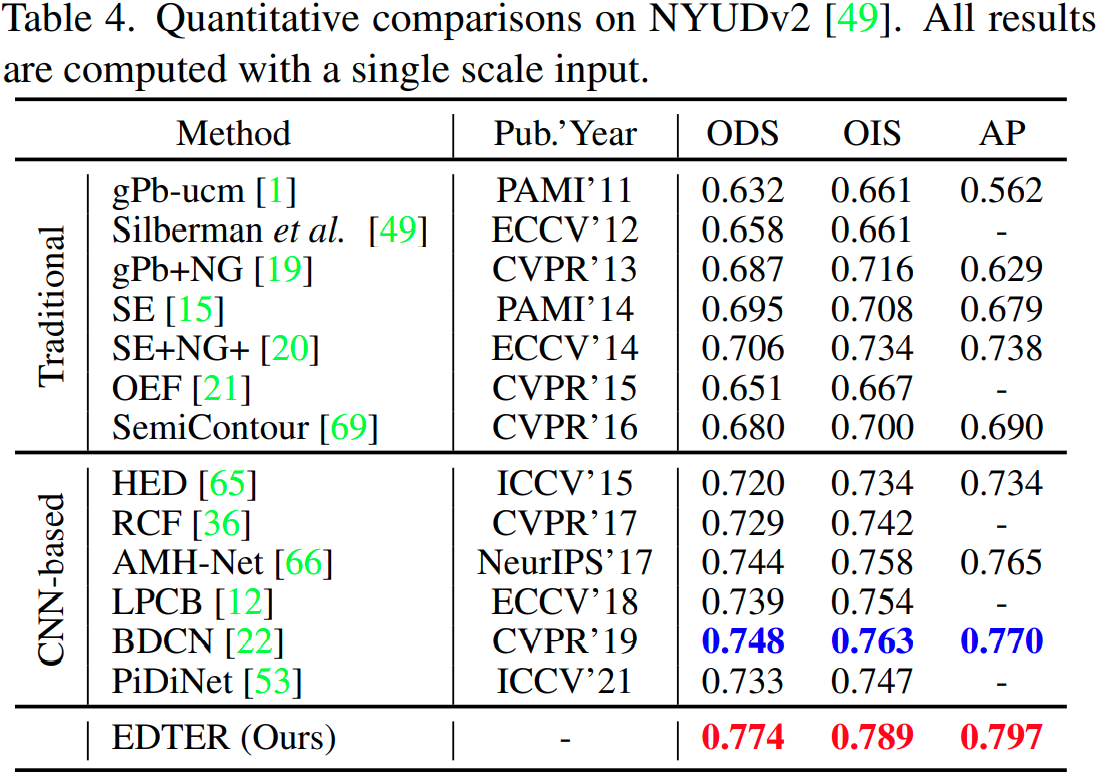 Table 4. Quantitative comparisons on NYUDv2 [49]. All results
are computed with a single scale input.
Method Pub.'Year ODS OIS AP
Traditional
gPb-ucm [1] PAMI'11 0.632 0.661 0.562
Silberman et al. [49] ECCV'12 0.658 0.661 -
gPb+NG [19] CVPR'13 0.687 0.716 0.629
SE [15] PAMI'14 0.695 0.708 0.679
SE+NG+ [20] ECCV'14 0.706 0.734 0.738
OEF [21] CVPR'15 0.651 0.667 -
SemiContour [69] CVPR'16 0.680 0.700 0.690
CNN-based
HED [65] ICCV'15 0.720 0.734 0.734
RCF [36] CVPR'17 0.729 0.742 -
AMH-Net [66] NeurIPS'17 0.744 0.758 0.765
LPCB [12] ECCV'18 0.739 0.754 -
BDCN [22] CVPR'19 0.748 0.763 0.770
PiDiNet [53] ICCV'21 0.733 0.747 -
EDTER (Ours) - 0.774 0.789 0.797